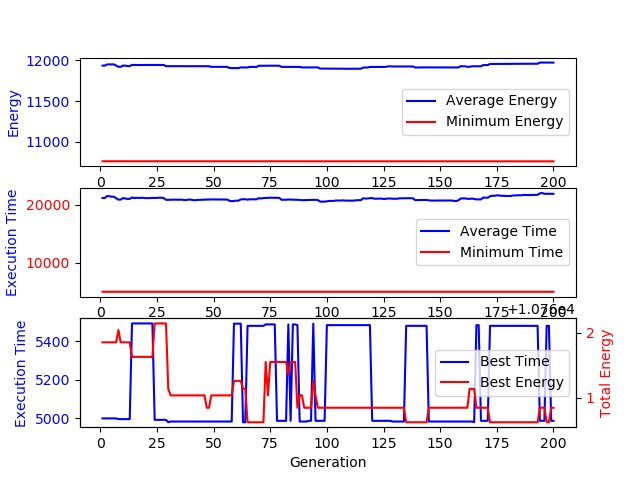 12000
11500
11000
Energy
Average Energy
Minimum Energy
0 25 50 75 100 125 150 175 200
20000
10000
Execution Time
Average Time
Minimum Time
0 25 50 75 100 125 150 175 200
+1.076e4
5400
5200
5000
Execution Time
Best Time
Best Energy
2
1
Total Energy
0 25 50 75 100 125 150 175 200
Generation